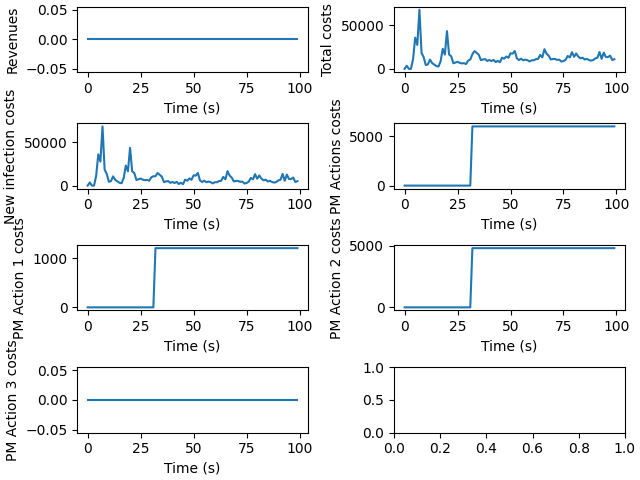 Revenues
0.05
0.00
−0.05
0 25 50 75 100
Time (s)
Total costs
50000
0
0 25 50 75 100
Time (s)
New infection costs
50000
0
0 25 50 75 100
Time (s)
PM Actions costs
5000
0
0 25 50 75 100
Time (s)
PM Action 1 costs
1000
0
0 25 50 75 100
Time (s)
PM Action 2 costs
5000
0
0 25 50 75 100
Time (s)
PM Action 3 costs
0.05
0.00
−0.05
0 25 50 75 100
Time (s)
1.0
0.5
0.0
0.0 0.2 0.4 0.6 0.8 1.0